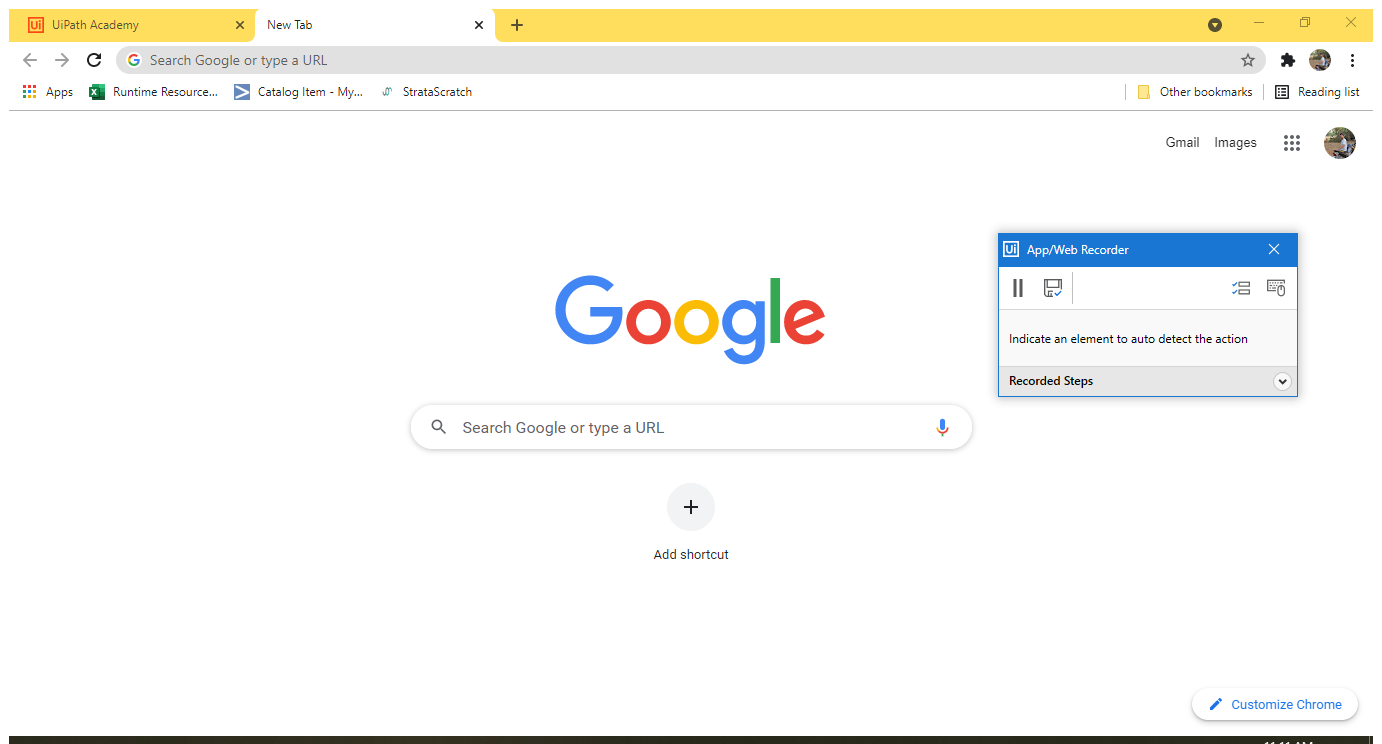 Ui UiPath Academy New Tab
Search Google or type a URL
Apps Runtime Resource... Catalog Item - My... StrataScratch Other bookmarks Reading list
Gmail Images
Ui App/Web Recorder
Google
Indicate an element to auto detect the action
Recorded Steps
Search Google or type a URL
Add shortcut
Customize Chrome